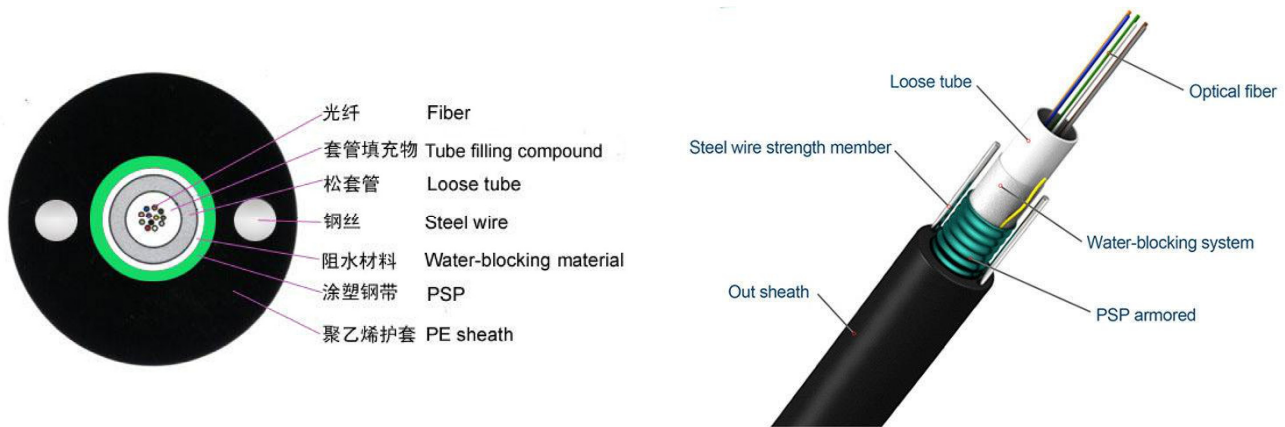 光纤 Fiber
套管填充物 Tube filling compound
松套管 Loose tube
钢丝 Steel wire
阻水材料 Water-blocking material
涂塑钢带 PSP
聚乙烯护套 PE sheath
Loose tube
Optical fiber
Steel wire strength member
Water-blocking system
Out sheath
PSP armored